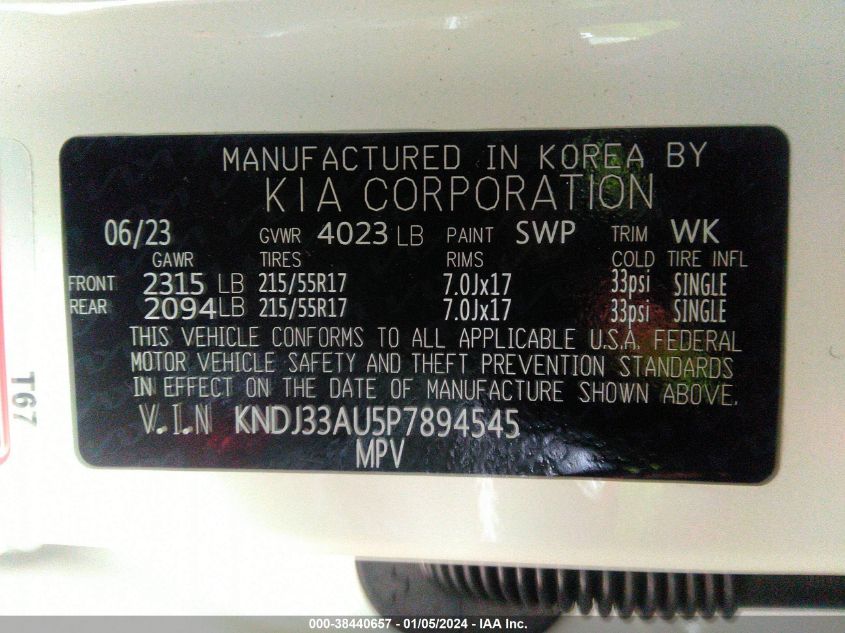 MANUFACTURED IN KOREA BY
KIA CORPORATION
06/23 GVWR 4023 LB PAINT SWP TRIM WK
GAWR TIRES RIMS COLD TIRE INFL
FRONT 2315 LB 215/55R17 7.0Jx17 33psi SINGLE
REAR 2094 LB 215/55R17 7.0Jx17 33psi SINGLE
THIS VEHICLE CONFORMS TO ALL APPLICABLE U.S.A. FEDERAL
MOTOR VEHICLE SAFETY AND THEFT PREVENTION STANDARDS
IN EFFECT ON THE DATE OF MANUFACTURE SHOWN ABOVE.
V.I.N KNDJ33AU5P7894545
MPV
T67
000-38440657 - 01/05/2024 - IAA Inc.